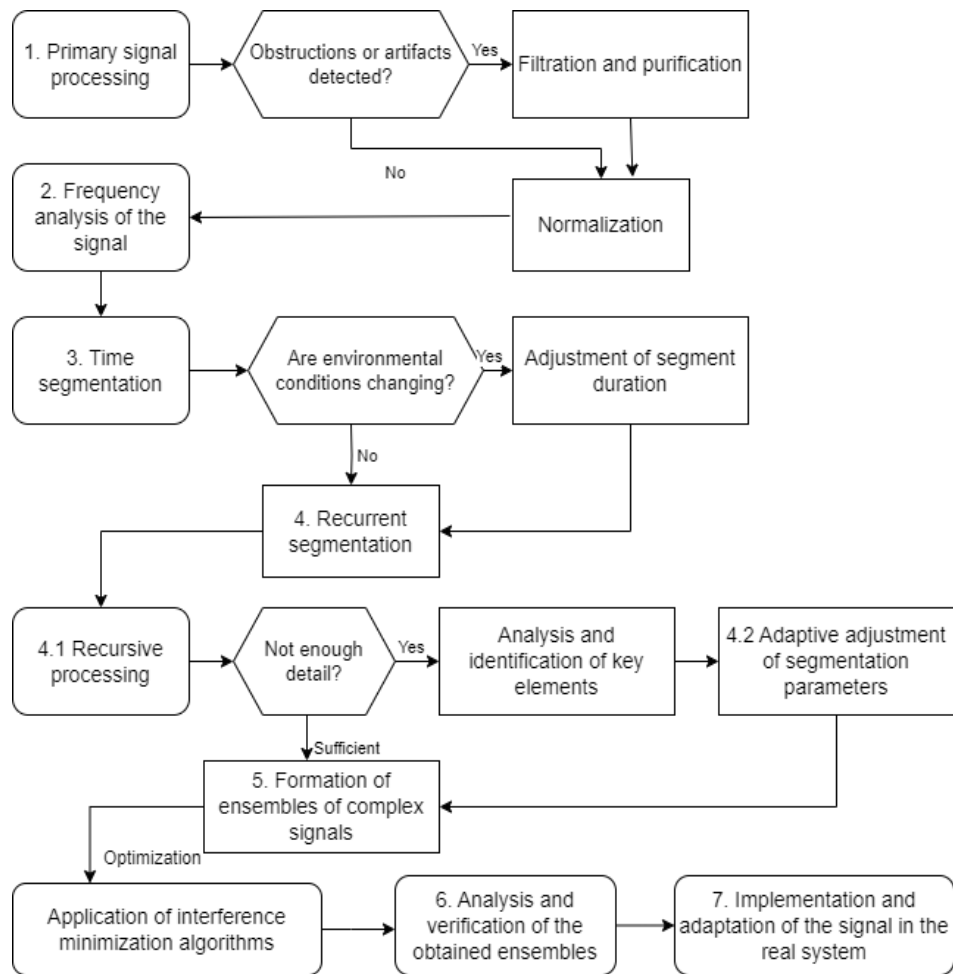 1. Primary signal
processing
Obstructions or artifacts
detected?
Yes
Filtration and purification
No
Normalization
2. Frequency
analysis of the
signal
3. Time
segmentation
Are environmental
conditions changing?
Yes
Adjustment of segment
duration
No
4. Recurrent
segmentation
4.1 Recursive
processing
Not enough
detail?
Yes
Analysis and
identification of key
elements
4.2 Adaptive adjustment
of segmentation
parameters
Sufficient
5. Formation of
ensembles of complex
signals
Optimization
Application of interference
minimization algorithms
6. Analysis and
verification of the
obtained ensembles
7. Implementation and
adaptation of the signal in the
real system